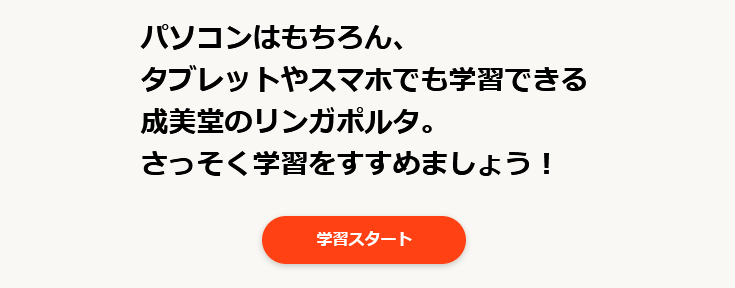 パソコンはもちろん、
タブレットやスマホでも学習できる
成美堂のリンガポルタ。
さっそく学習をすすめましょう！
学習スタート